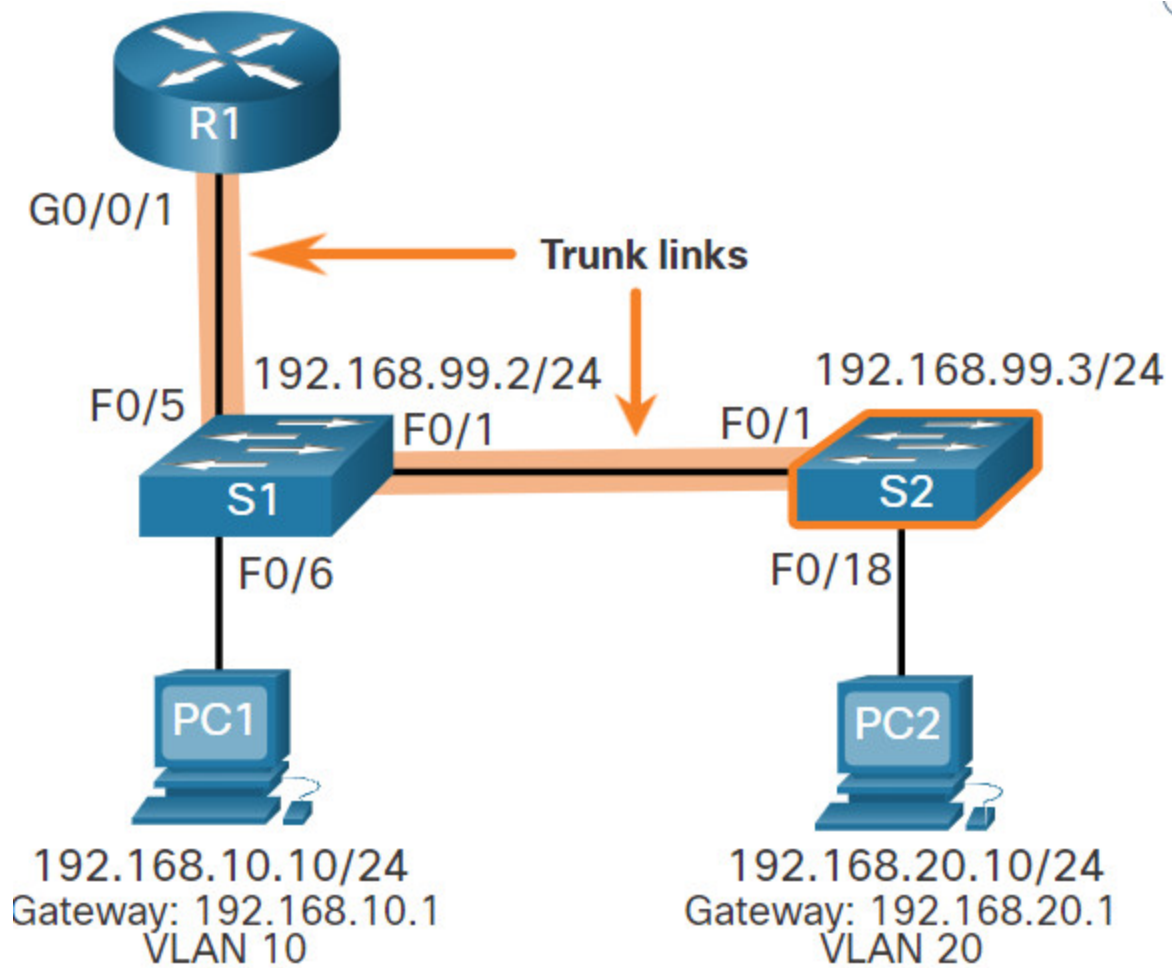 R1
G0/0/1
Trunk links
192.168.99.2/24
192.168.99.3/24
F0/5
F0/1
F0/1
S1
S2
F0/6
F0/18
PC1
PC2
192.168.10.10/24
Gateway: 192.168.10.1
VLAN 10
192.168.20.10/24
Gateway: 192.168.20.1
VLAN 20